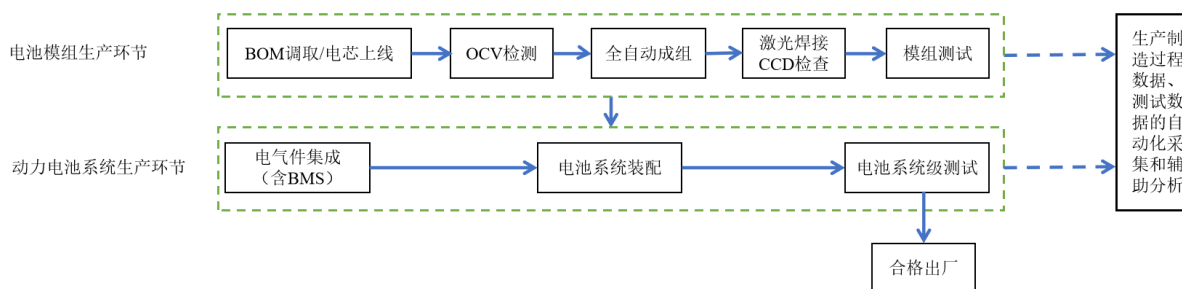 电池模组生产环节
BOM调取/电芯上线
OCV检测
全自动成组
激光焊接
CCD检查
模组测试
动力电池系统生产环节
电气件集成
（含BMS）
电池系统装配
电池系统级测试
合格出厂
生产制
造过程
数据、
测试数
据的自
动化采
集和辅
助分析